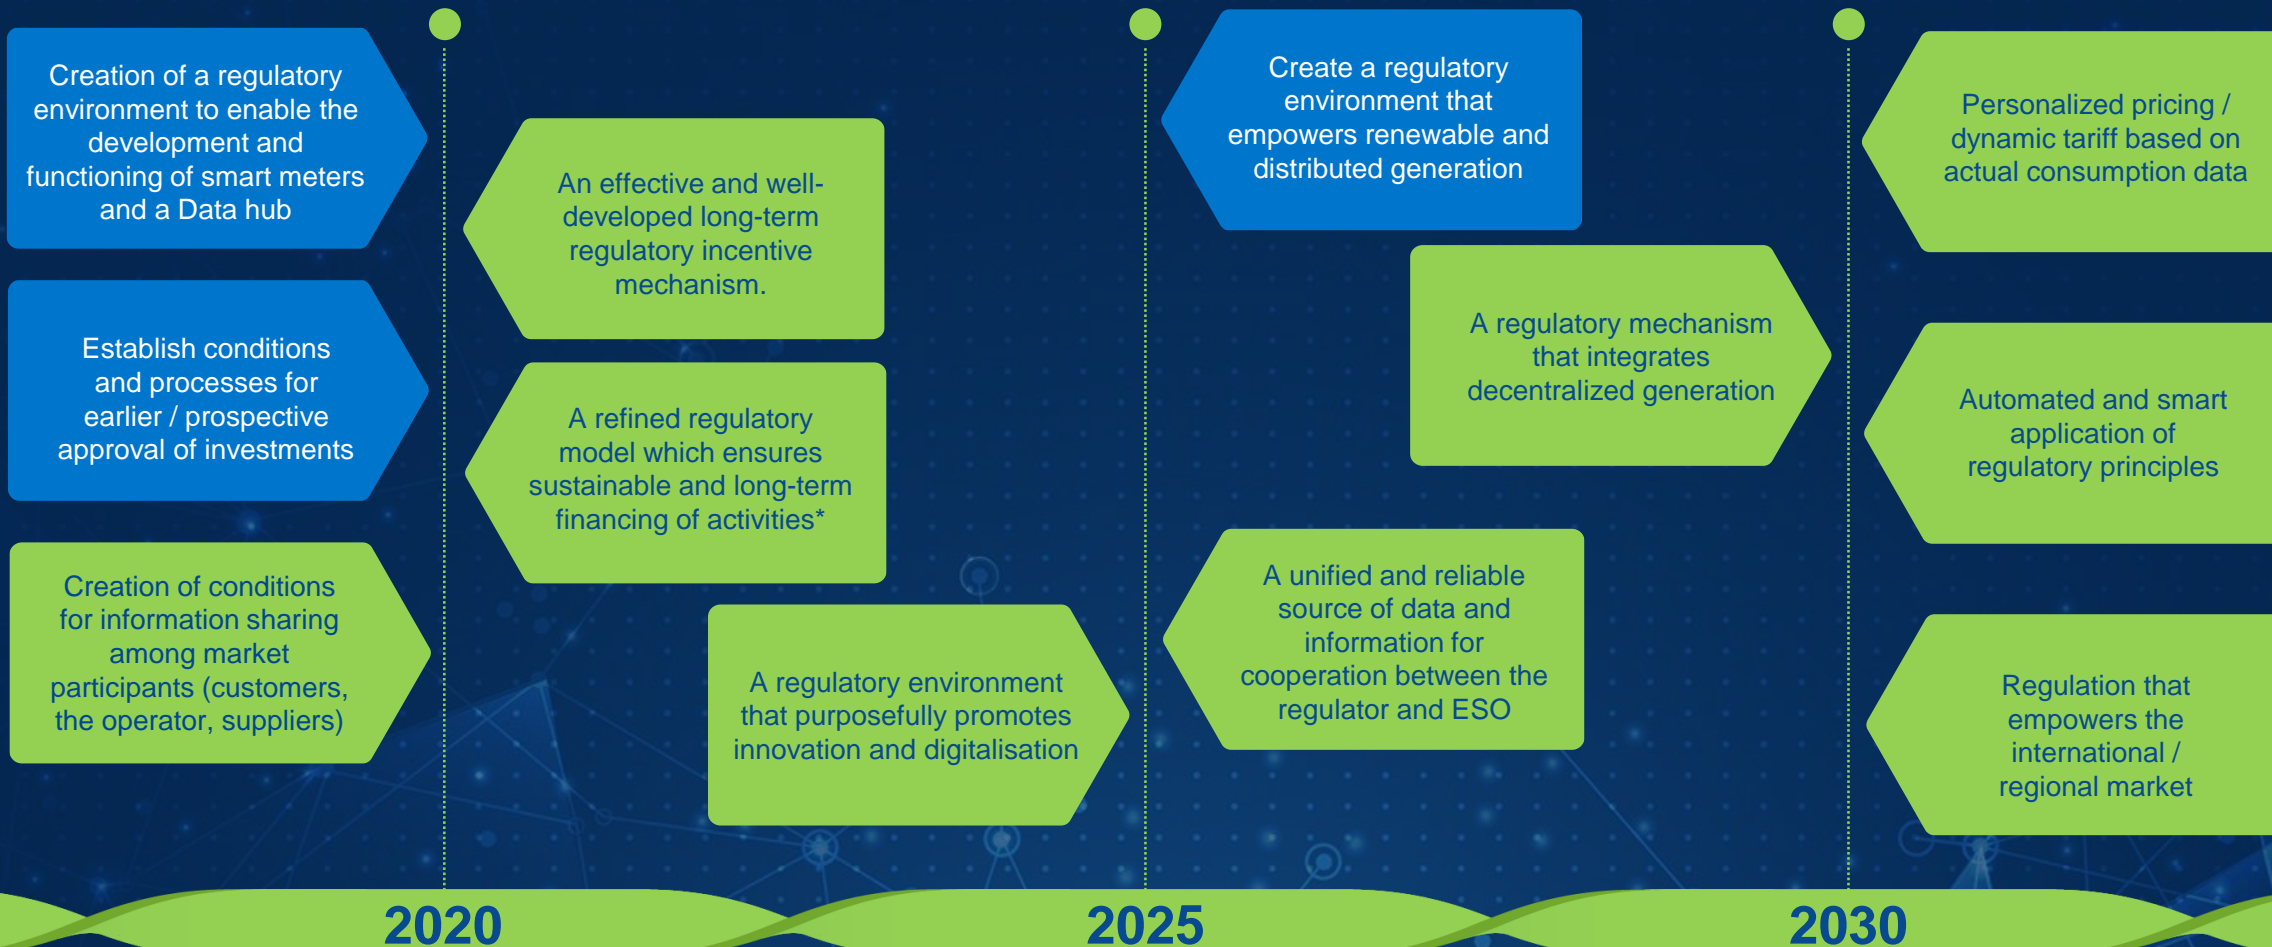 Creation of a regulatory
environment to enable the
development and
functioning of smart meters
and a Data hub
Establish conditions
and processes for
earlier / prospective
approval of investments
Creation of conditions
for information sharing
among market
participants (customers,
the operator, suppliers)
An effective and well-
developed long-term
regulatory incentive
mechanism.
A refined regulatory
model which ensures
sustainable and long-term
financing of activities*
A regulatory environment
that purposefully promotes
innovation and digitalisation
Create a regulatory
environment that
empowers renewable and
distributed generation
A regulatory mechanism
that integrates
decentralized generation
A unified and reliable
source of data and
information for
cooperation between the
regulator and ESO
Personalized pricing /
dynamic tariff based on
actual consumption data
Automated and smart
application of
regulatory principles
Regulation that
empowers the
international /
regional market
2020
2025
2030